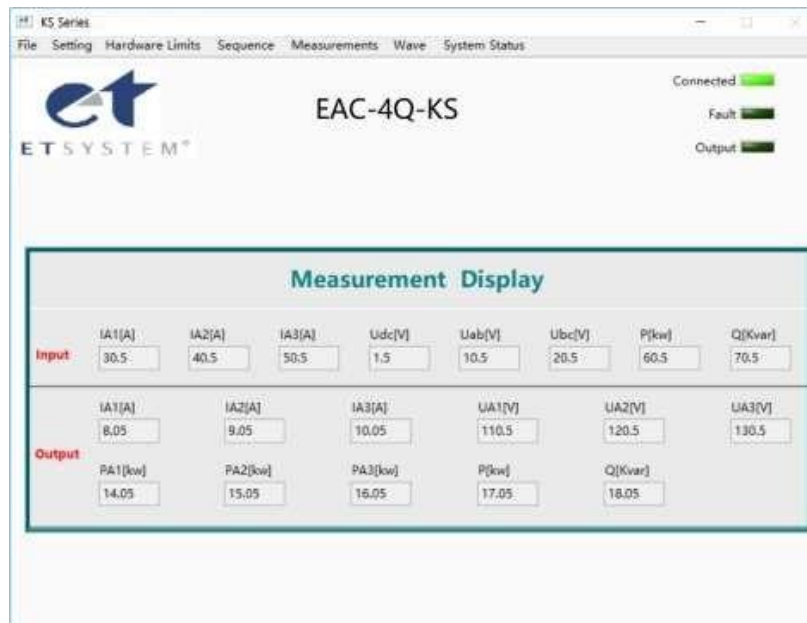 KS Series
File Setting Hardware Limits Sequence Measurements Wave System Status
Connected
et
EAC-4Q-KS
Fault
ETSYSTEM®
Output
Measurement Display
IA1[A] IA2[A] IA3[A] Udc[V] Uab[V] Ubc[V] P[kw] Q[Kvar]
Input 30.5 40.5 50.5 1.5 10.5 20.5 60.5 70.5
IA1[A] IA2[A] IA3[A] UA1[V] UA2[V] UA3[V]
8.05 9.05 10.05 110.5 120.5 130.5
Output
PA1[kw] PA2[kw] PA3[kw] P[kw] Q[Kvar]
14.05 15.05 16.05 17.05 18.05